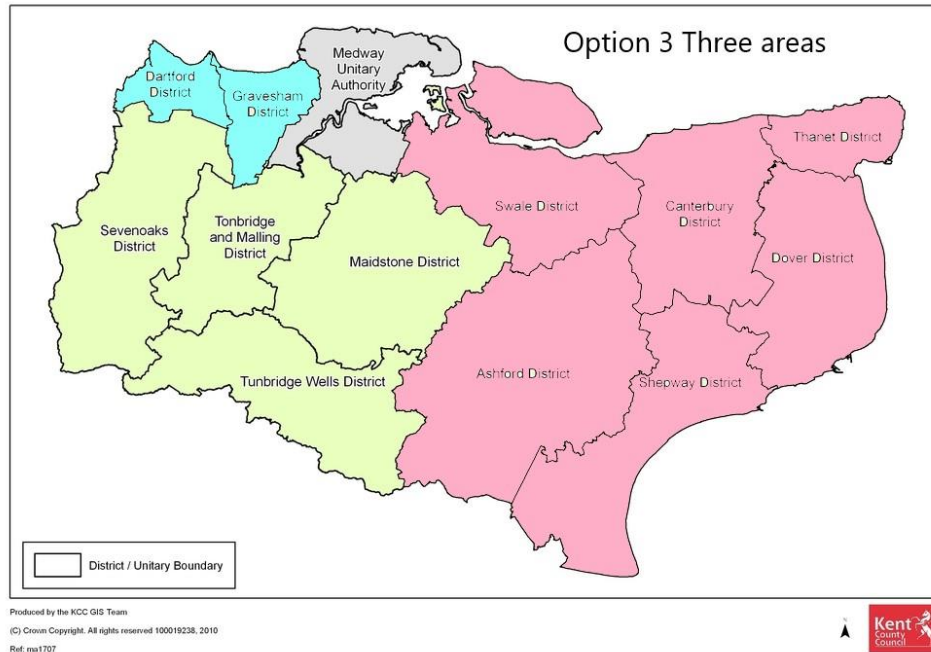 Option 3 Three areas
Medway
Unitary
Authority
Dartford
District
Gravesham
District
Thanet District
Swale District
Canterbury
District
Sevenoaks
District
Tonbridge
and Malling
District
Maidstone District
Dover District
Tunbridge Wells District
Ashford District
Shepway District
District / Unitary Boundary
Produced by the KCC GIS Team
(C) Crown Copyright. All rights reserved 100019238, 2010
Ref: ma1707
Kent
County
Council